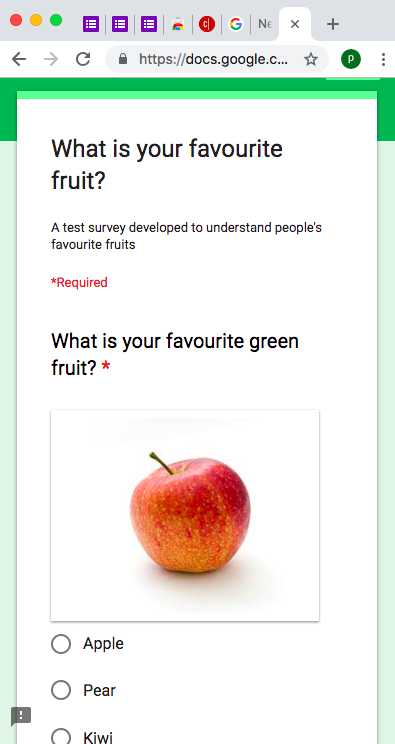 Ne
https://docs.google.c...
P
What is your favourite
fruit?
A test survey developed to understand people's
favourite fruits
*Required
What is your favourite green
fruit? *
Apple
Pear
Kiwi